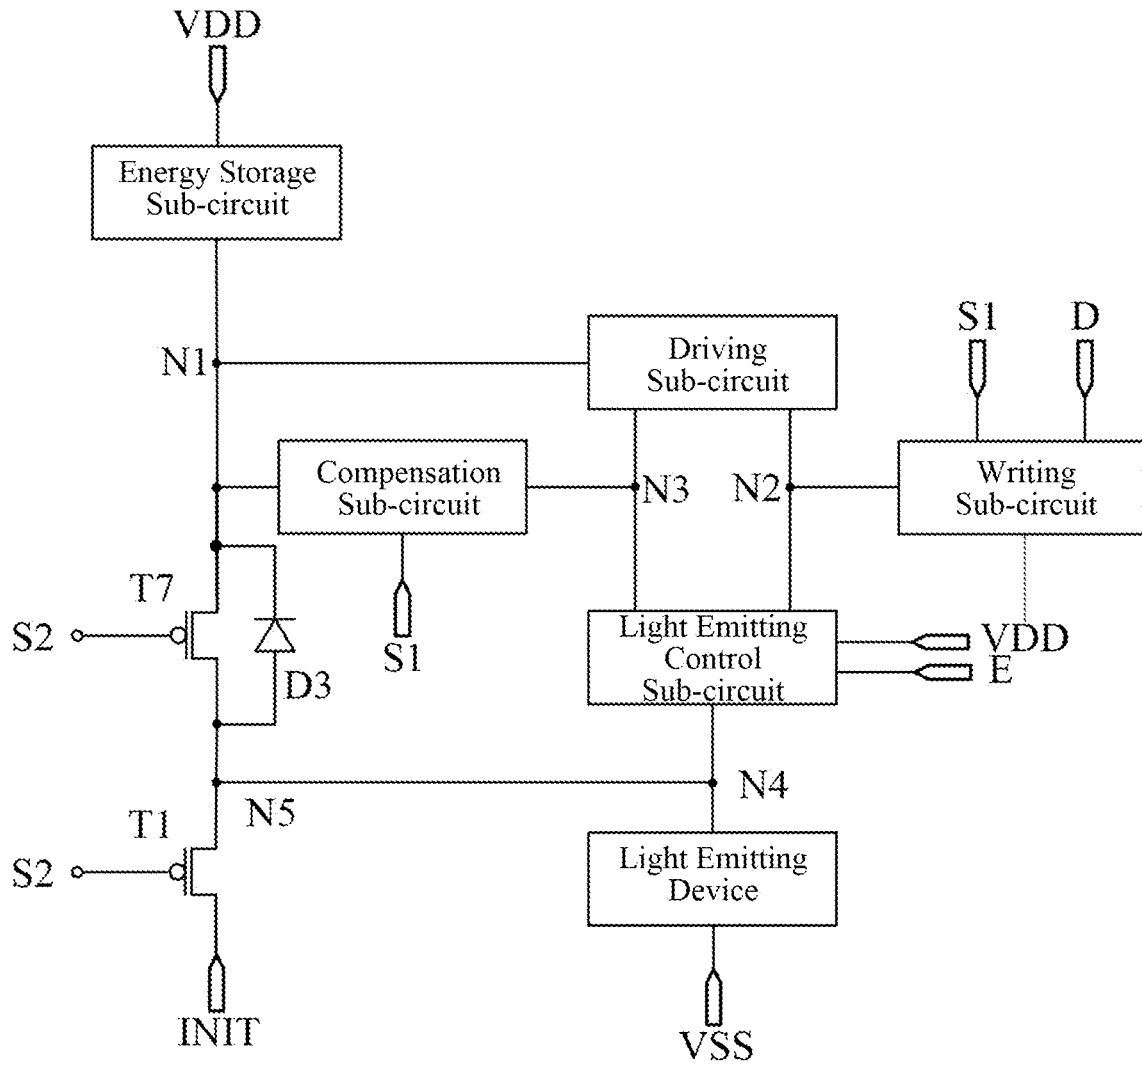 VDD
Energy Storage
Sub-circuit
S1
D
N1
Driving
Sub-circuit
Compensation
Sub-circuit
N3
N2
Writing
Sub-circuit
T7
S2
D3
S1
Light Emitting
Control
Sub-circuit
VDD
E
N5
N4
T1
S2
Light Emitting
Device
INIT
VSS